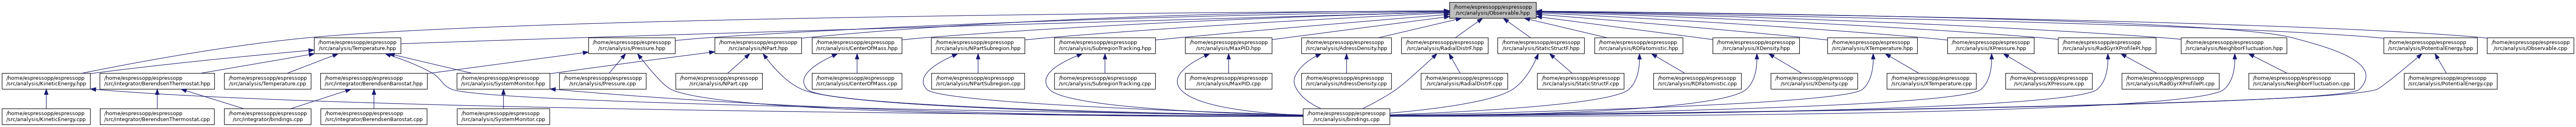 /home/espressopp/espressopp
/src/analysis/Observable.hpp
/home/espressopp/espressopp
/src/analysis/Temperature.hpp
/home/espressopp/espressopp
/src/analysis/Pressure.hpp
/home/espressopp/espressopp
/src/analysis/NPart.hpp
/home/espressopp/espressopp
/src/analysis/CenterOfMass.hpp
/home/espressopp/espressopp
/src/analysis/NPartSubregion.hpp
/home/espressopp/espressopp
/src/analysis/SubregionTracking.hpp
/home/espressopp/espressopp
/src/analysis/MaxPID.hpp
/home/espressopp/espressopp
/src/analysis/AdressDensity.hpp
/home/espressopp/espressopp
/src/analysis/RadialDistrF.hpp
/home/espressopp/espressopp
/src/analysis/StaticStructF.hpp
/home/espressopp/espressopp
/src/analysis/RDFatomistic.hpp
/home/espressopp/espressopp
/src/analysis/XDensity.hpp
/home/espressopp/espressopp
/src/analysis/XTemperature.hpp
/home/espressopp/espressopp
/src/analysis/XPressure.hpp
/home/espressopp/espressopp
/src/analysis/RadGyrXProfilePi.hpp
/home/espressopp/espressopp
/src/analysis/NeighborFluctuation.hpp
/home/espressopp/espressopp
/src/analysis/PotentialEnergy.hpp
/home/espressopp/espressopp
/src/analysis/Observable.cpp
/home/espressopp/espressopp
/src/analysis/KineticEnergy.hpp
/home/espressopp/espressopp
/src/integrator/BerendsenThermostat.hpp
/home/espressopp/espressopp
/src/analysis/Temperature.cpp
/home/espressopp/espressopp
/src/integrator/BerendsenBarostat.hpp
/home/espressopp/espressopp
/src/analysis/SystemMonitor.hpp
/home/espressopp/espressopp
/src/analysis/Pressure.cpp
/home/espressopp/espressopp
/src/analysis/NPart.cpp
/home/espressopp/espressopp
/src/analysis/CenterOfMass.cpp
/home/espressopp/espressopp
/src/analysis/NPartSubregion.cpp
/home/espressopp/espressopp
/src/analysis/SubregionTracking.cpp
/home/espressopp/espressopp
/src/analysis/MaxPID.cpp
/home/espressopp/espressopp
/src/analysis/AdressDensity.cpp
/home/espressopp/espressopp
/src/analysis/RadialDistrF.cpp
/home/espressopp/espressopp
/src/analysis/StaticStructF.cpp
/home/espressopp/espressopp
/src/analysis/RDFatomistic.cpp
/home/espressopp/espressopp
/src/analysis/XDensity.cpp
/home/espressopp/espressopp
/src/analysis/XTemperature.cpp
/home/espressopp/espressopp
/src/analysis/XPressure.cpp
/home/espressopp/espressopp
/src/analysis/RadGyrXProfilePi.cpp
/home/espressopp/espressopp
/src/analysis/NeighborFluctuation.cpp
/home/espressopp/espressopp
/src/analysis/PotentialEnergy.cpp
/home/espressopp/espressopp
/src/analysis/KineticEnergy.cpp
/home/espressopp/espressopp
/src/integrator/BerendsenThermostat.cpp
/home/espressopp/espressopp
/src/integrator/bindings.cpp
/home/espressopp/espressopp
/src/integrator/BerendsenBarostat.cpp
/home/espressopp/espressopp
/src/analysis/SystemMonitor.cpp
/home/espressopp/espressopp
/src/analysis/bindings.cpp